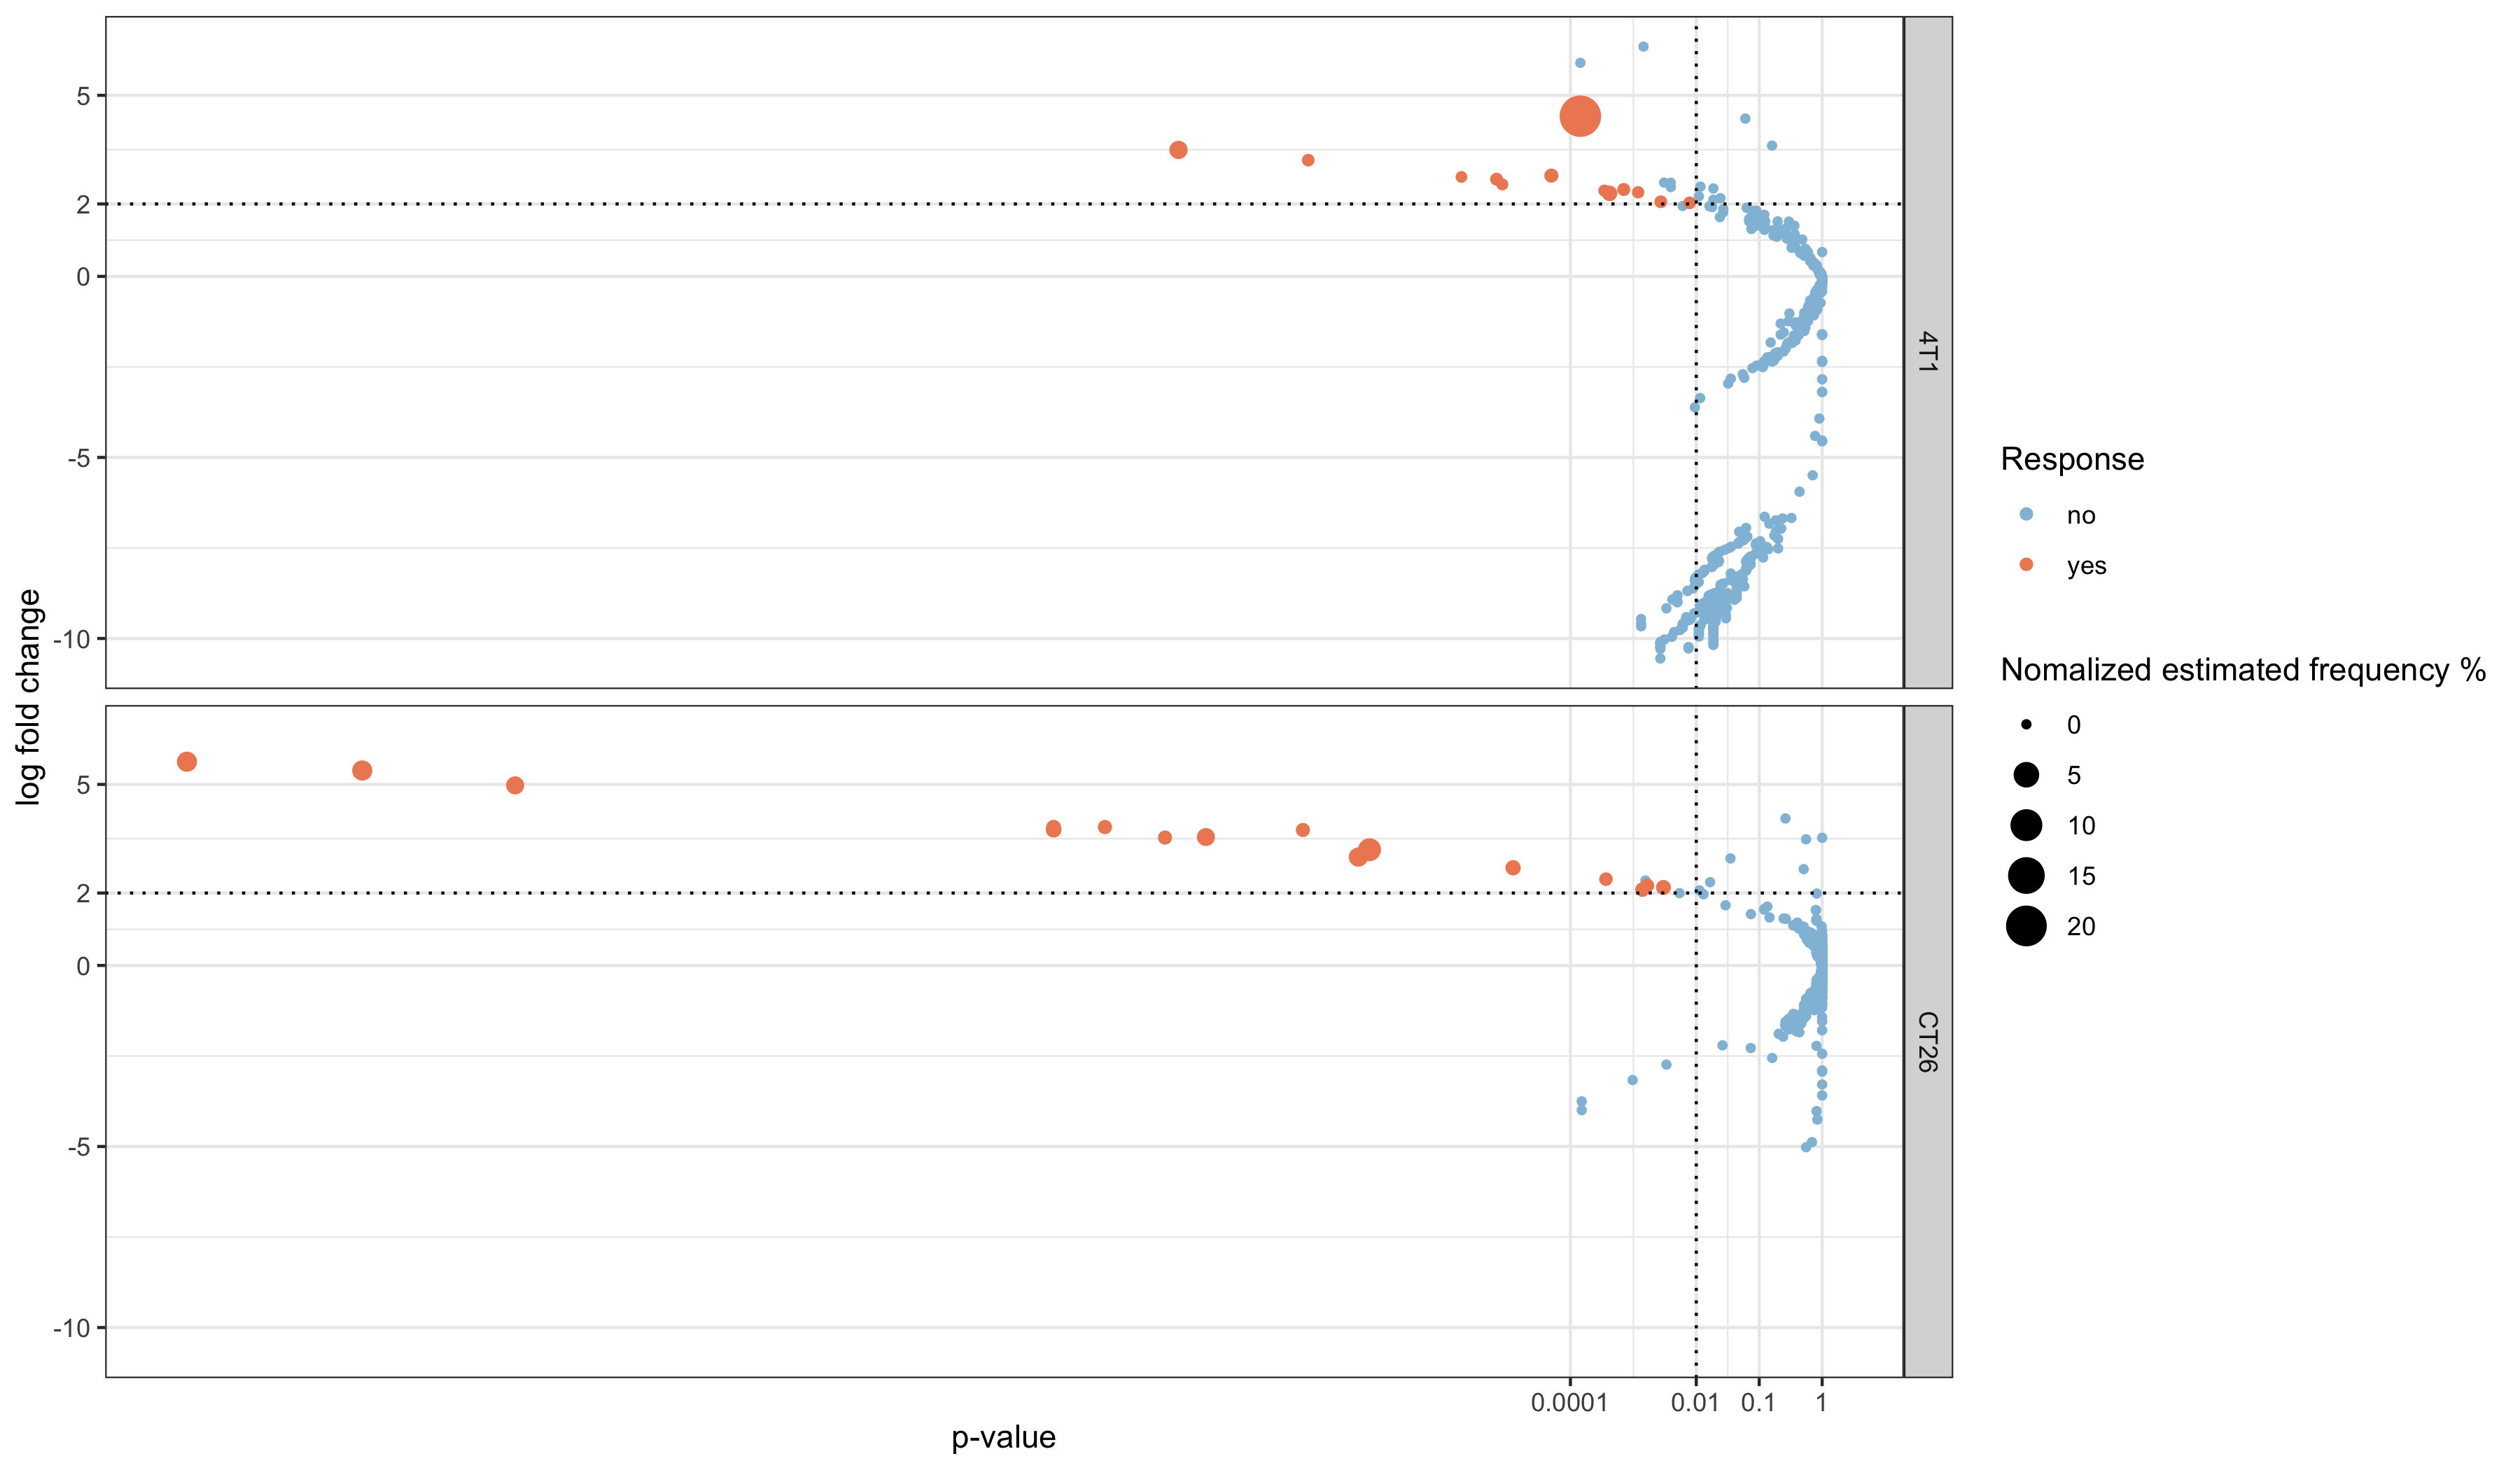 log fold change
5
2
0
-5
-10
4T1
5
2
0
-5
-10
CT26
0.0001
0.01
0.1
1
p-value
Response
no
yes
Nomalized estimated frequency %
0
5
10
15
20